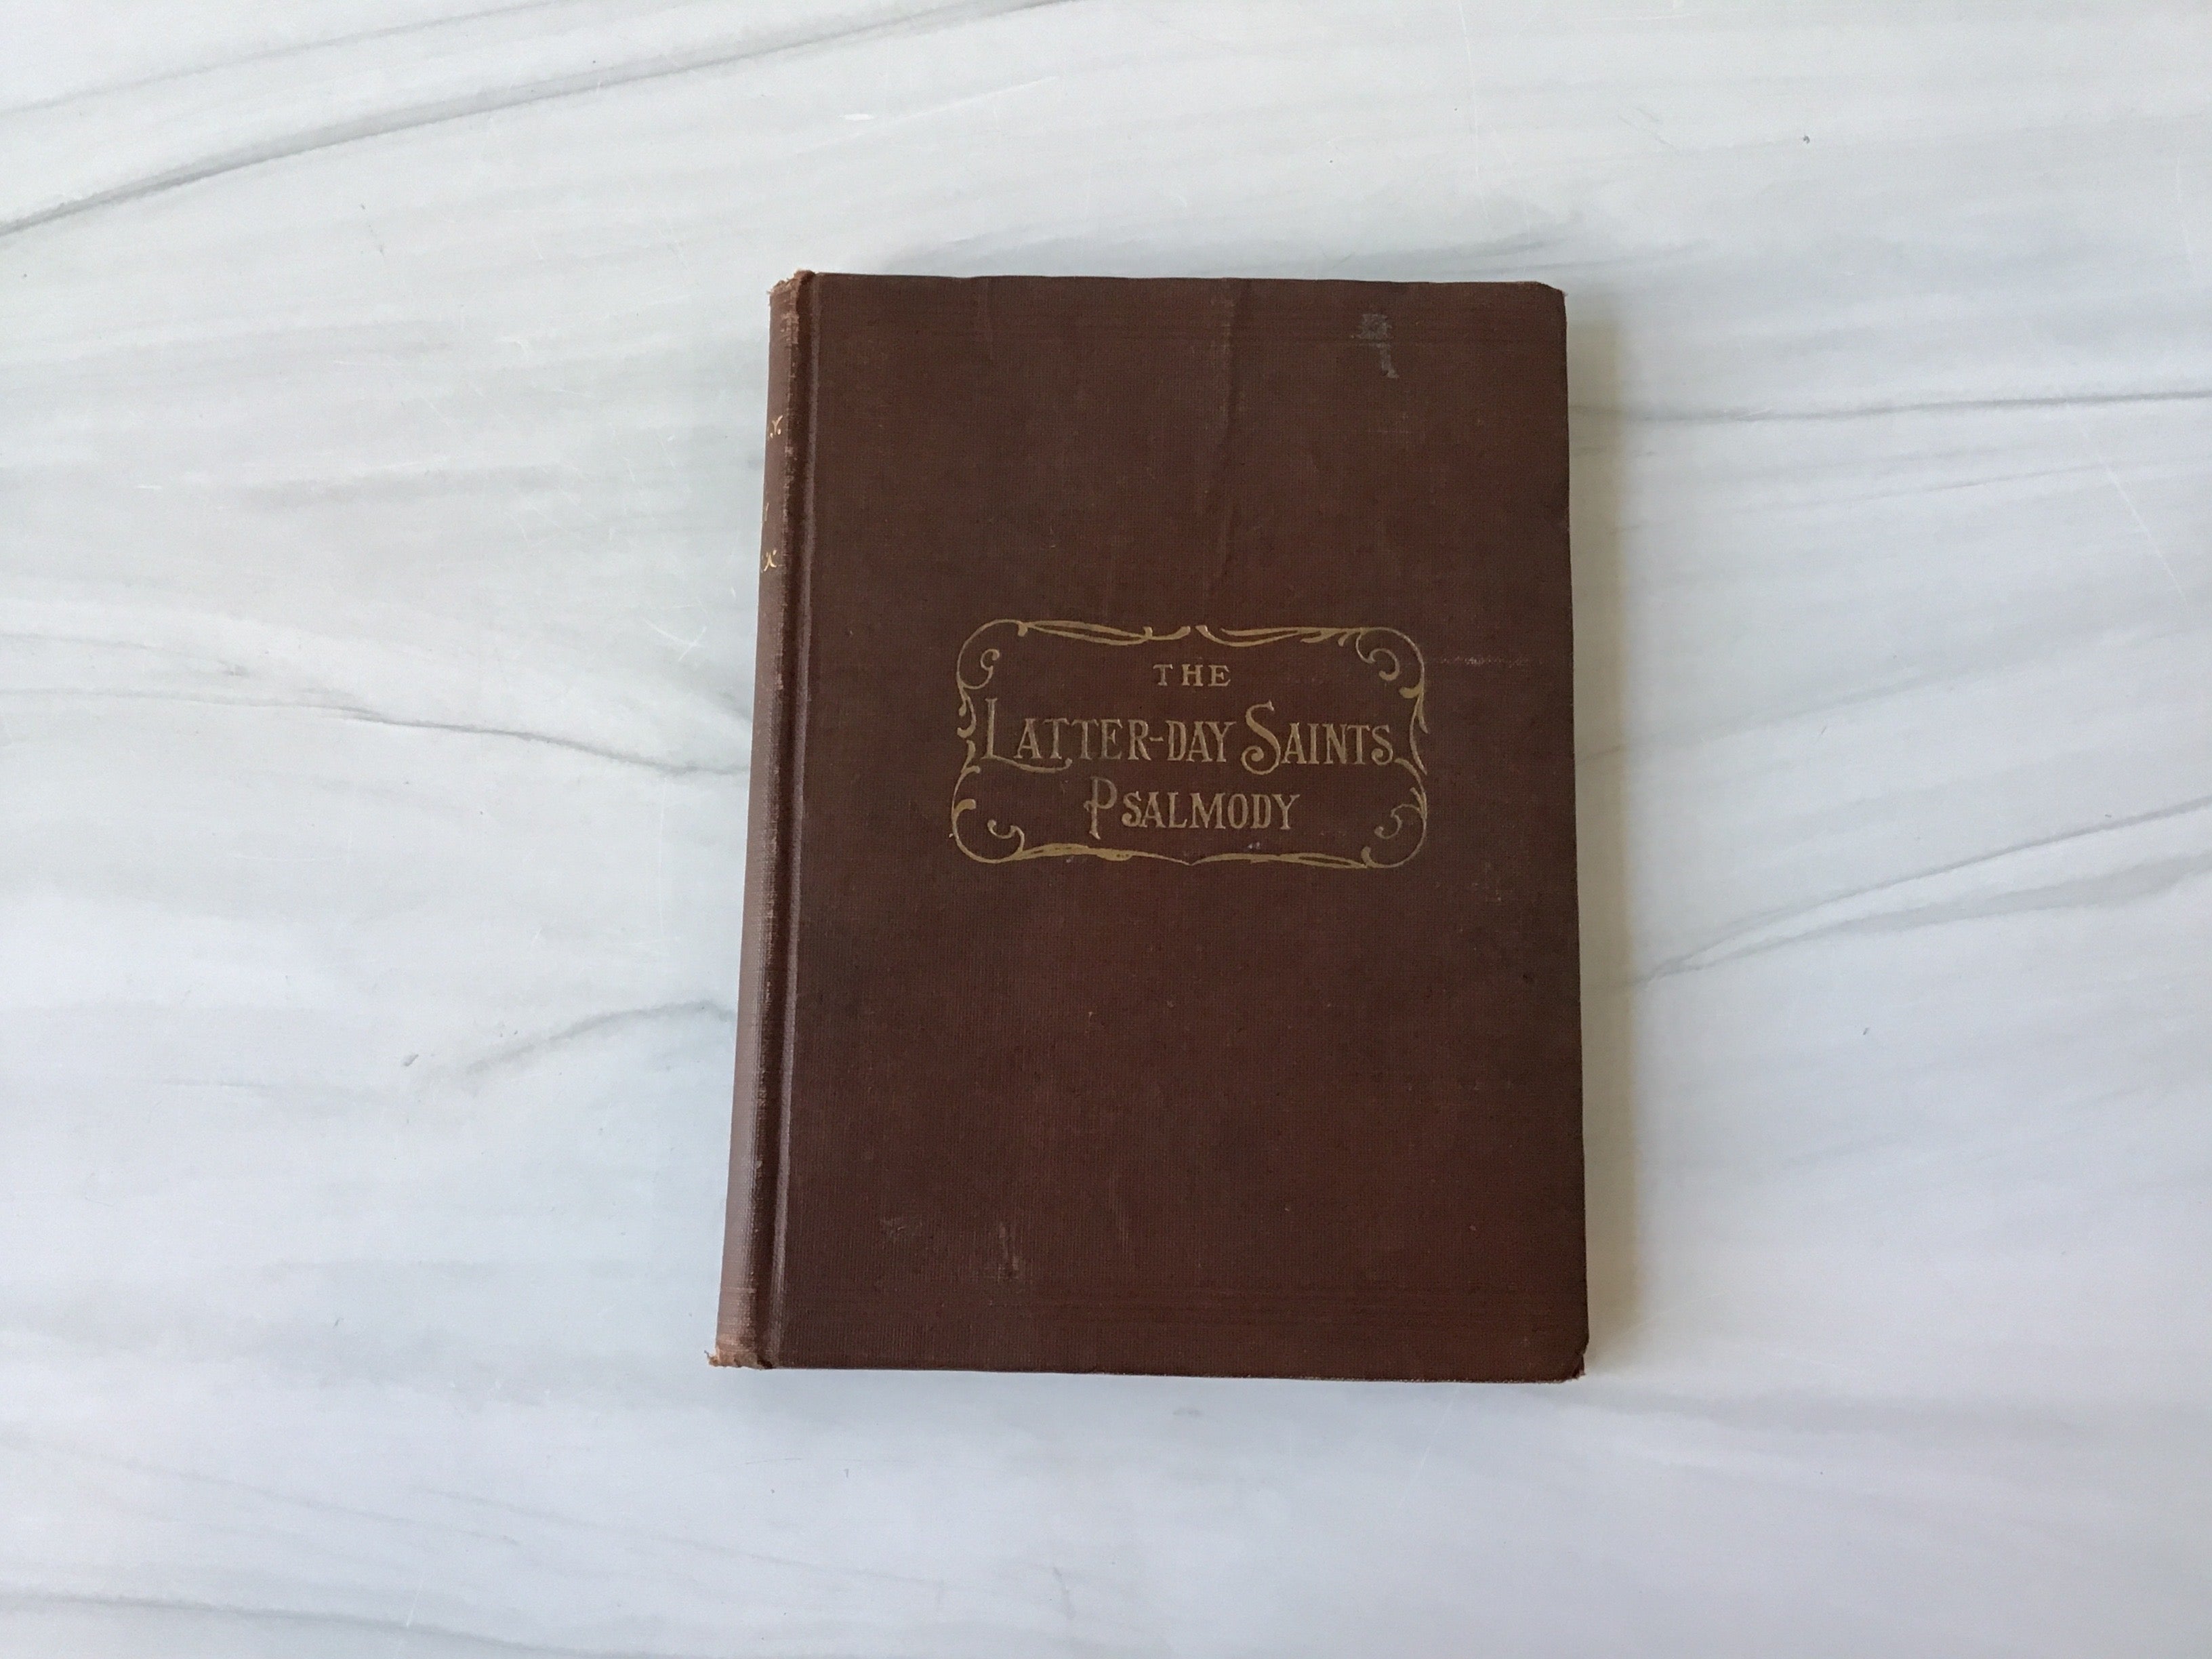 THE
LATTER-DAY SAINTS
PSALMODY